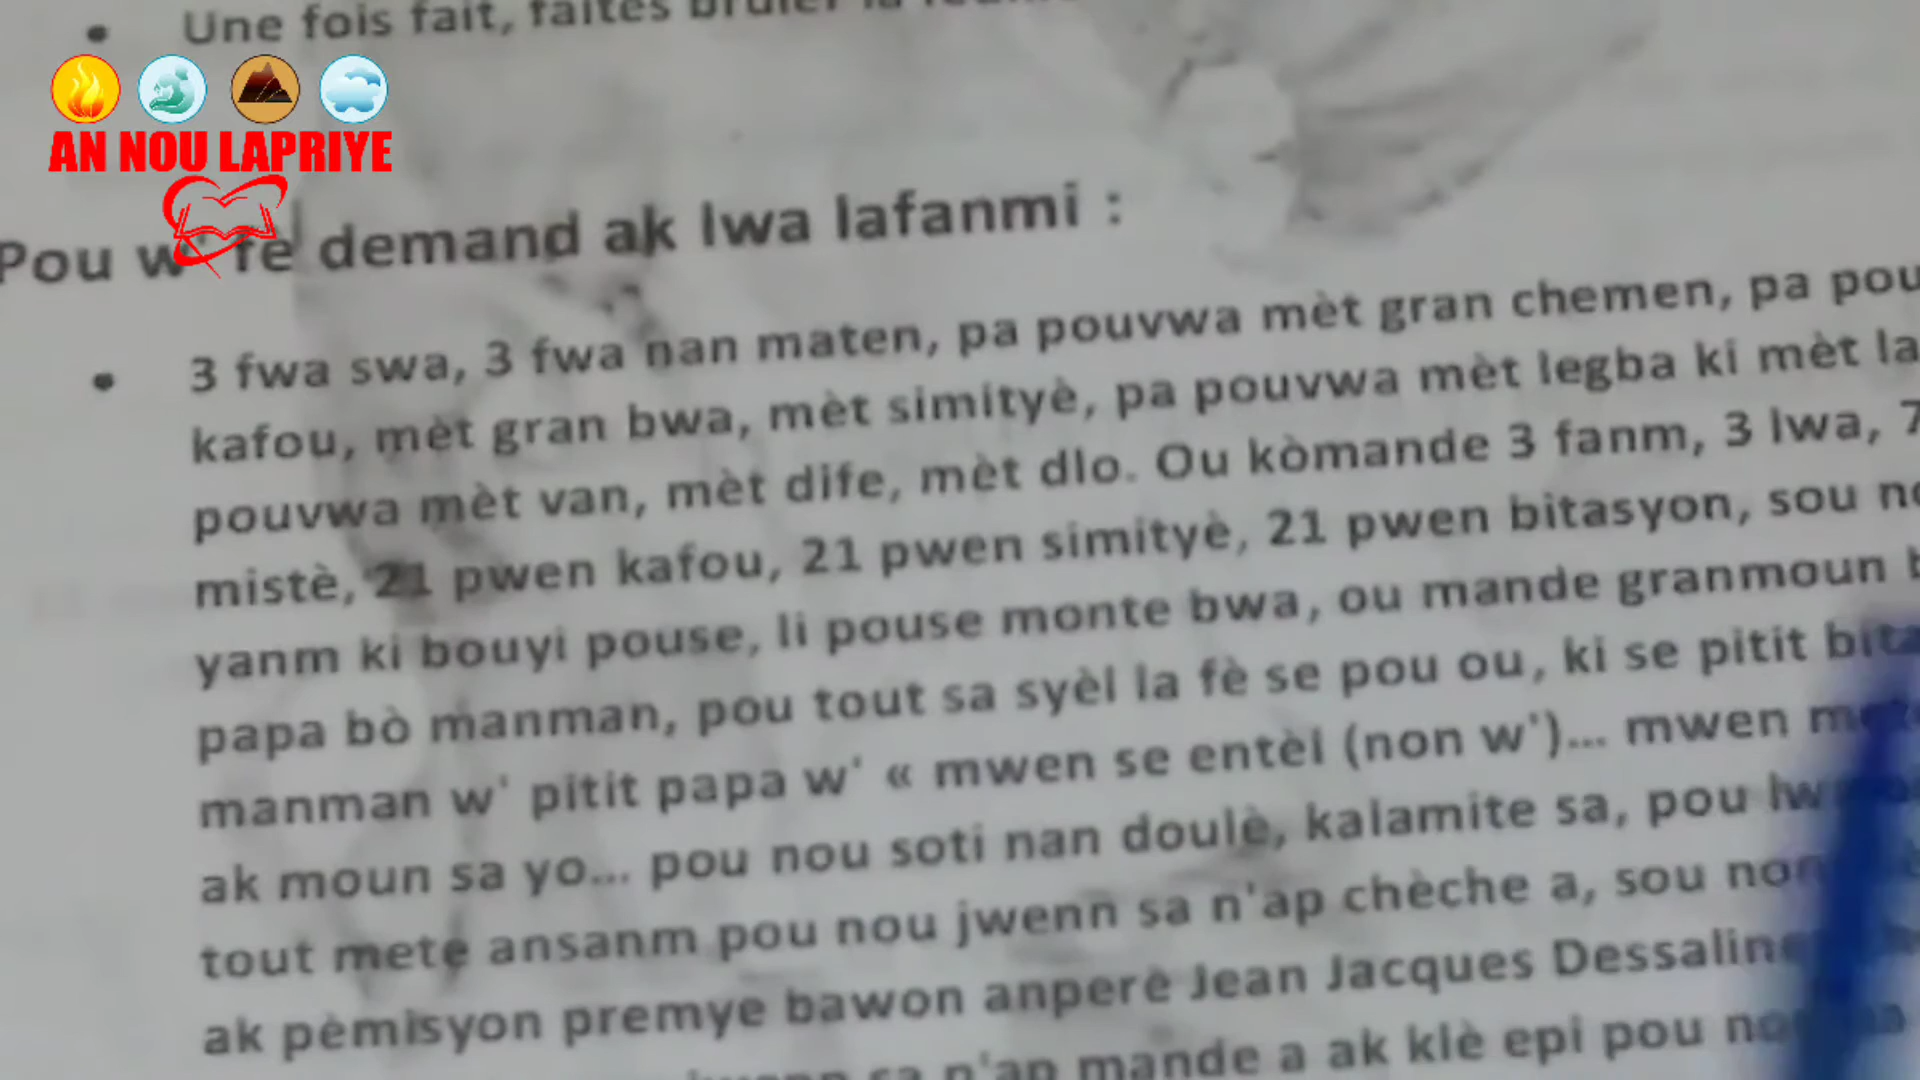 Une fois fait, faites brûler la
AN NOU LAPRIYE
Pou w' fè demand ak lwa lafanmi :
3 fwa swa, 3 fwa nan maten, pa pouvwa mèt gran chemen, pa
kafou, mèt gran bwa, mèt simityè, pa pouvwa mèt legba ki mèt
pouvwa mèt van, mèt dife, mèt dlo. Ou kòmande 3 fanm, 3 lwa, 7
mistè, 21 pwen kafou, 21 pwen simityè, 21 pwen bitasyon, sou
yanm ki bouyi pouse, li pouse monte bwa, ou mande granmoun
papa bò manman, pou tout sa syèl la fè se pou ou, ki se pitit
manman w' pitit papa w' « mwen se entèl (non w')... mwen
ak moun sa yo... pou nou soti nan doulè, kalamite sa, pou
tout mete ansanm pou nou jwenn sa n'ap chèche a, sou non
ak pèmisyon premye bawon anperè Jean Jacques Dessalines
sa n'ap mande a ak klè epi pou